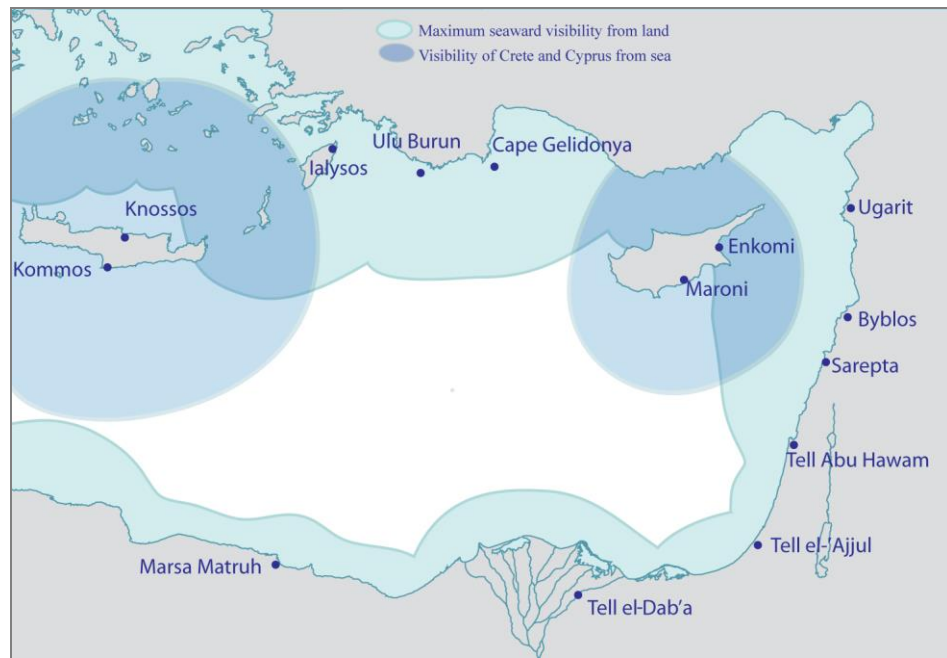 Maximum seaward visibility from land
Visibility of Crete and Cyprus from sea
Ulu Burun
Cape Gelidonya
Ialysos
Knossos
Ugarit
Enkomi
Kommos
Maroni
Byblos
Sarepta
Tell Abu Hawam
Tell el-'Ajjul
Marsa Matruh
Tell el-Dab'a